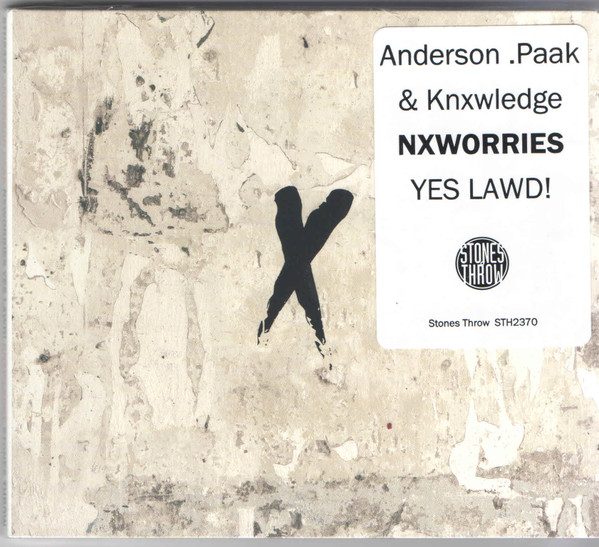 Anderson .Paak
& Knxwledge
NXWORRIES
YES LAWD!
STONES
THROW
Stones Throw STH2370
X